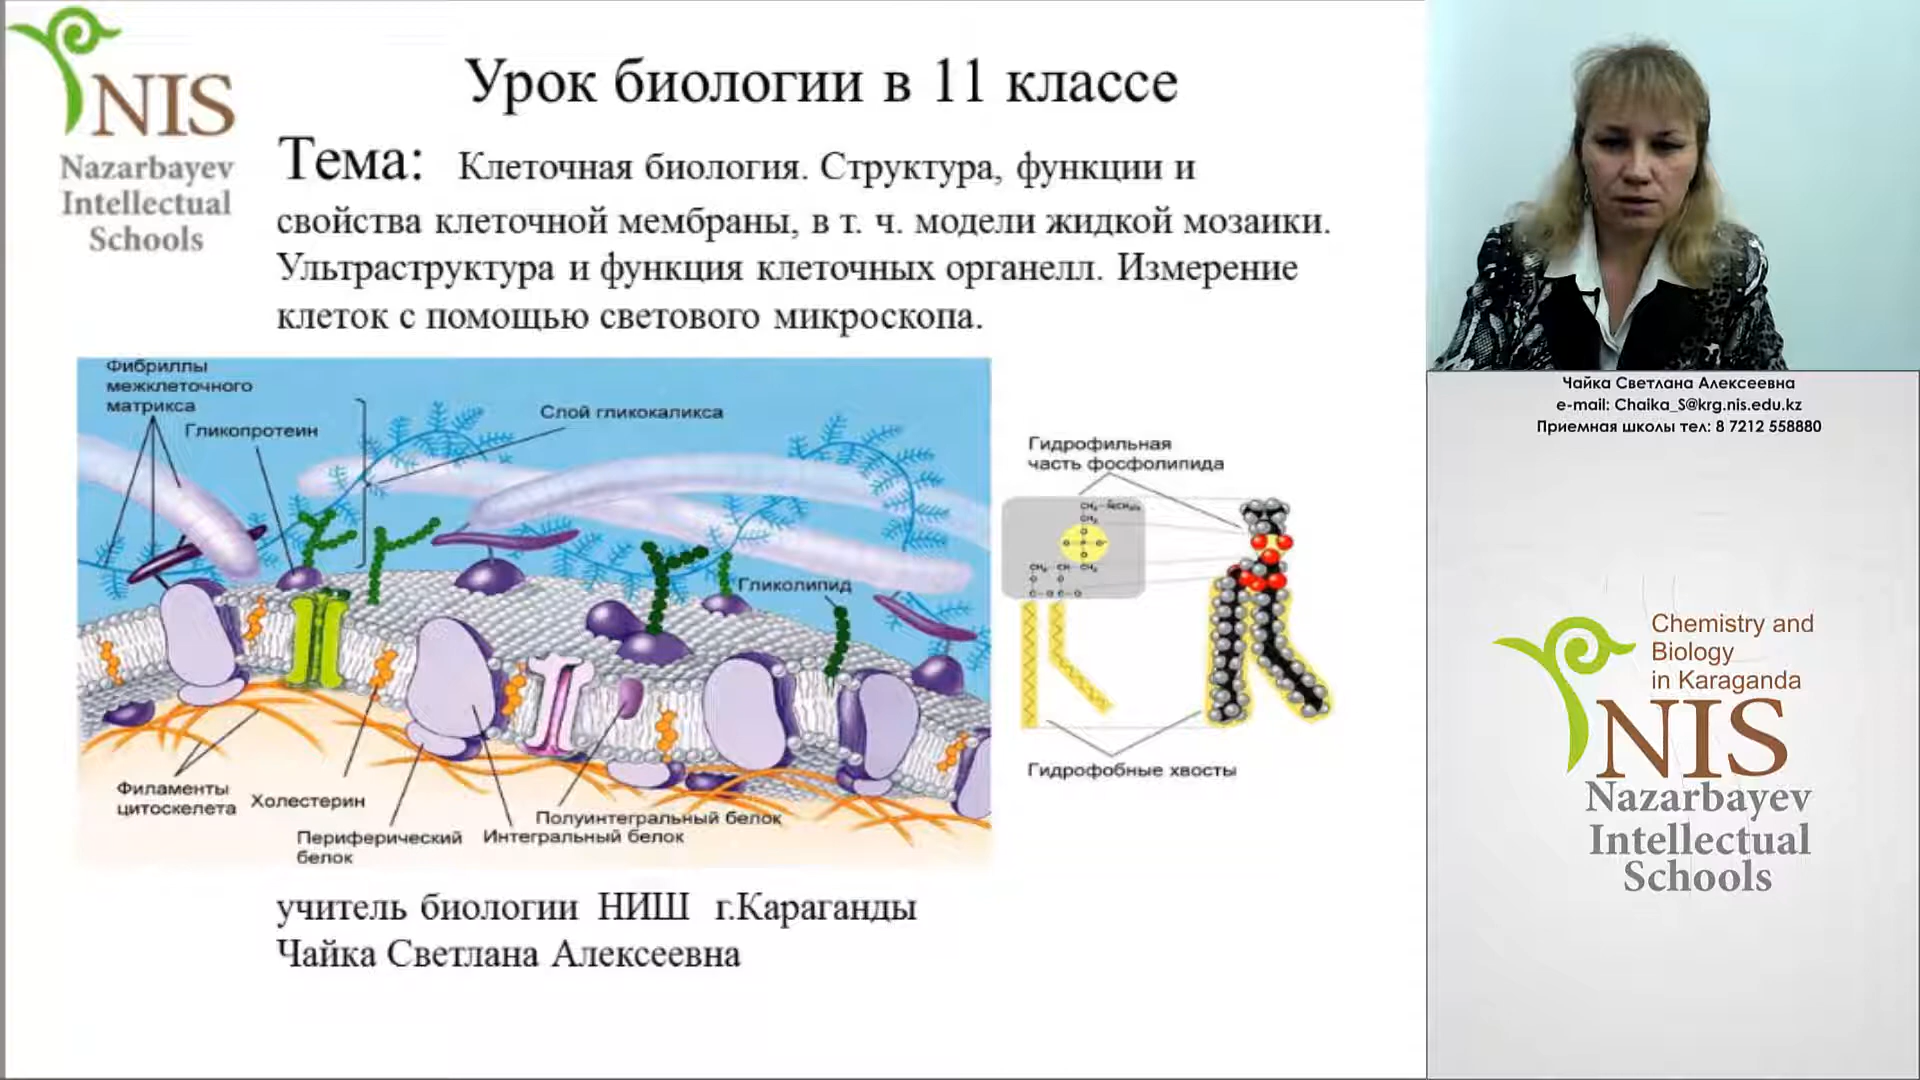 NIS
Nazarbayev
Intellectual
Schools
Урок биологии в 11 классе
Тема: Клеточная биология. Структура, функции и
свойства клеточной мембраны, в т. ч. модели жидкой мозаики.
Ультраструктура и функция клеточных органелл. Измерение
клеток с помощью светового микроскопа.
Фибриллы
межклеточного
матрикса
Гликопротеин
Слой гликокаликса
Гликолипид
Филаменты
цитоскелета
Холестерин
Периферический
белок
Интегральный белок
Полуинтегральный белок
Гидрофильная
часть фосфолипида
Гидрофобные хвосты
учитель биологии НИШ г.Караганды
Чайка Светлана Алексеевна
Чайка Светлана Алексеевна
e-mail: Chaika_S@krg.nis.edu.kz
Приемная школы тел: 8 7212 558880
Chemistry and
Biology
in Karaganda
NIS
Nazarbayev
Intellectual
Schools